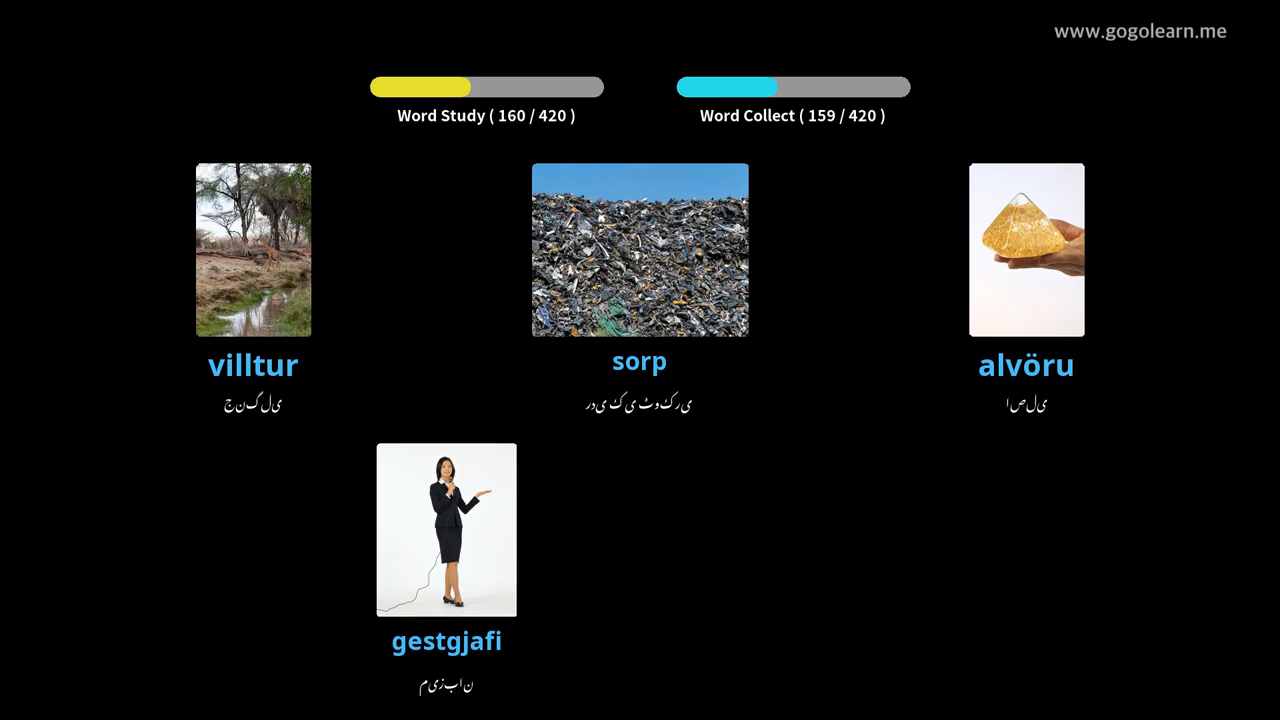 www.gogolearn.me
Word Study ( 160 / 420 )
Word Collect ( 159 / 420 )
villtur
جنگلی
sorp
ردی کی ٹوکری
alvöru
اصلی
gestgjafi
میزبان